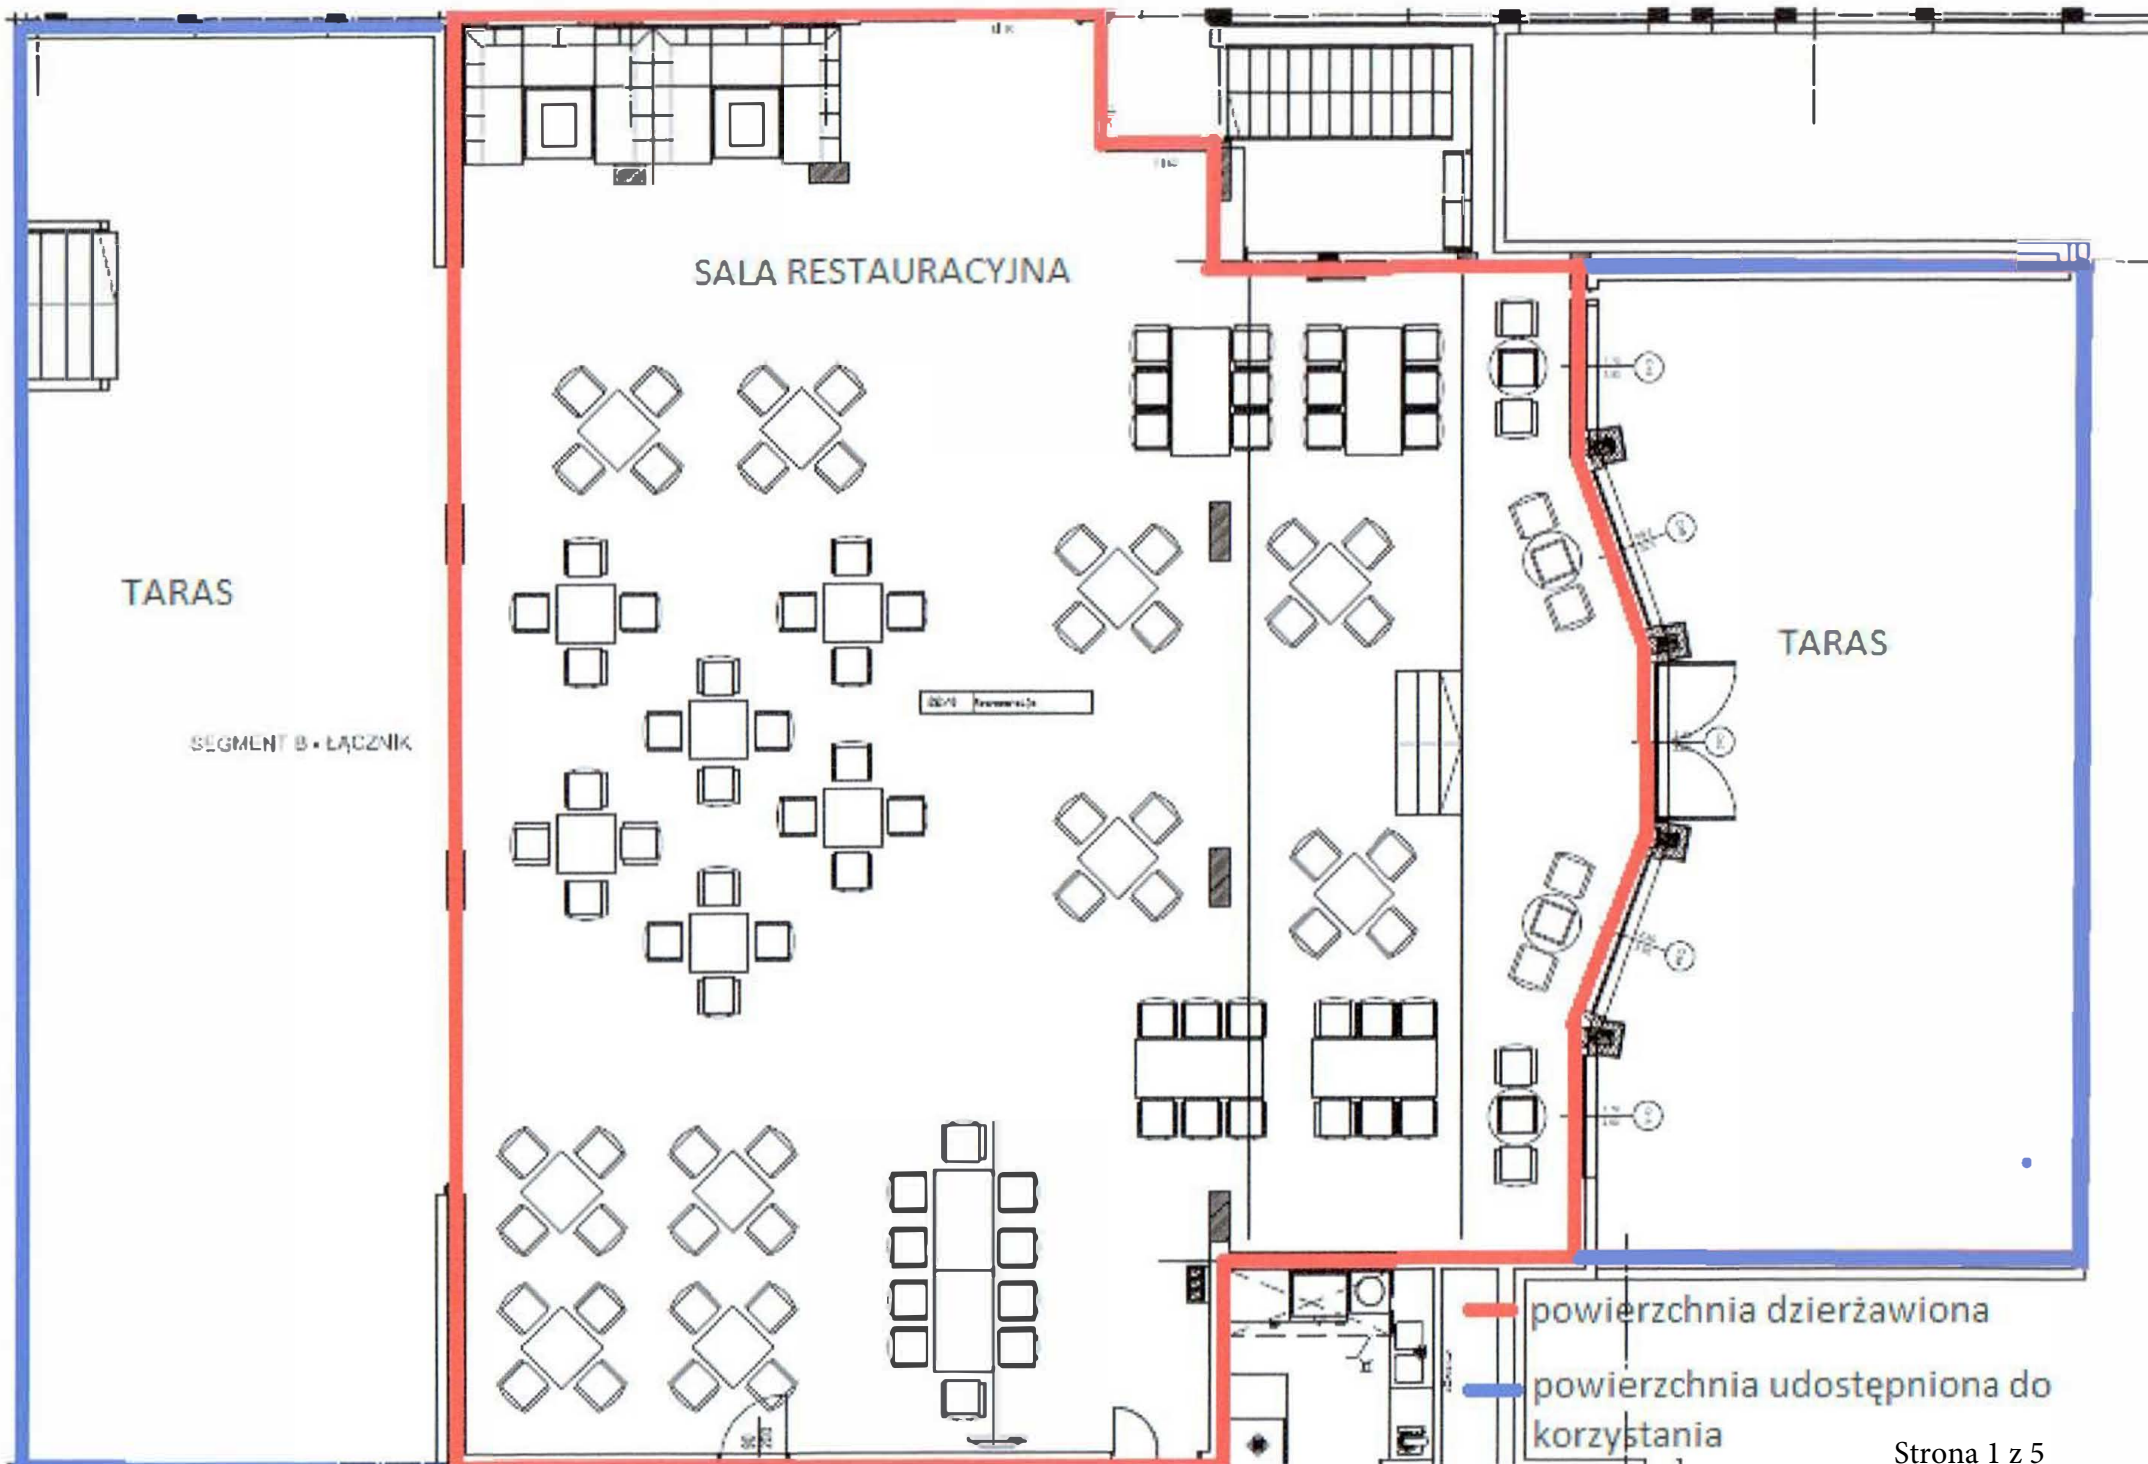 SALA RESTAURACYJNA
TARAS
TARAS
SEGMENT B - ŁĄCZNIK
powierzchnia dzierżawiona
powierzchnia udostępniona do
korzystania
Strona 1 z 5